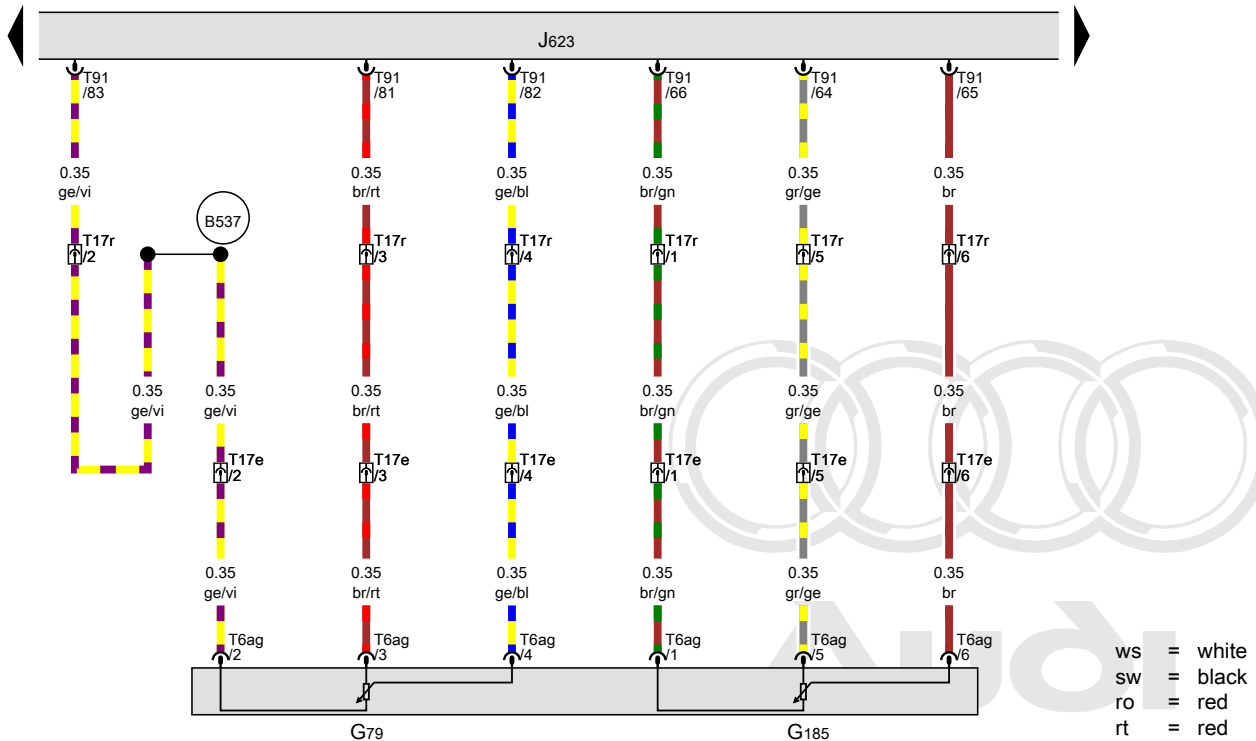 J623
T91 T91 T91 T91 T91 T91
/83 /81 /82 /66 /64 /65
0.35 0.35 0.35 0.35 0.35 0.35
ge/vi br/rt ge/bl br/gn gr/ge br
B537
T17r T17r T17r T17r T17r T17r
/2 /3 /4 /1 /5 /6
0.35 0.35 0.35 0.35 0.35 0.35 0.35
ge/vi ge/vi br/rt ge/bl br/gn gr/ge br
T17e T17e T17e T17e T17e T17e
/2 /3 /4 /1 /5 /6
0.35 0.35 0.35 0.35 0.35 0.35
ge/vi br/rt ge/bl br/gn gr/ge br
T6ag T6ag T6ag T6ag T6ag T6ag
/2 /3 /4 /1 /5 /6
G79 G185
Audi
ws = white
sw = black
ro = red
rt = red